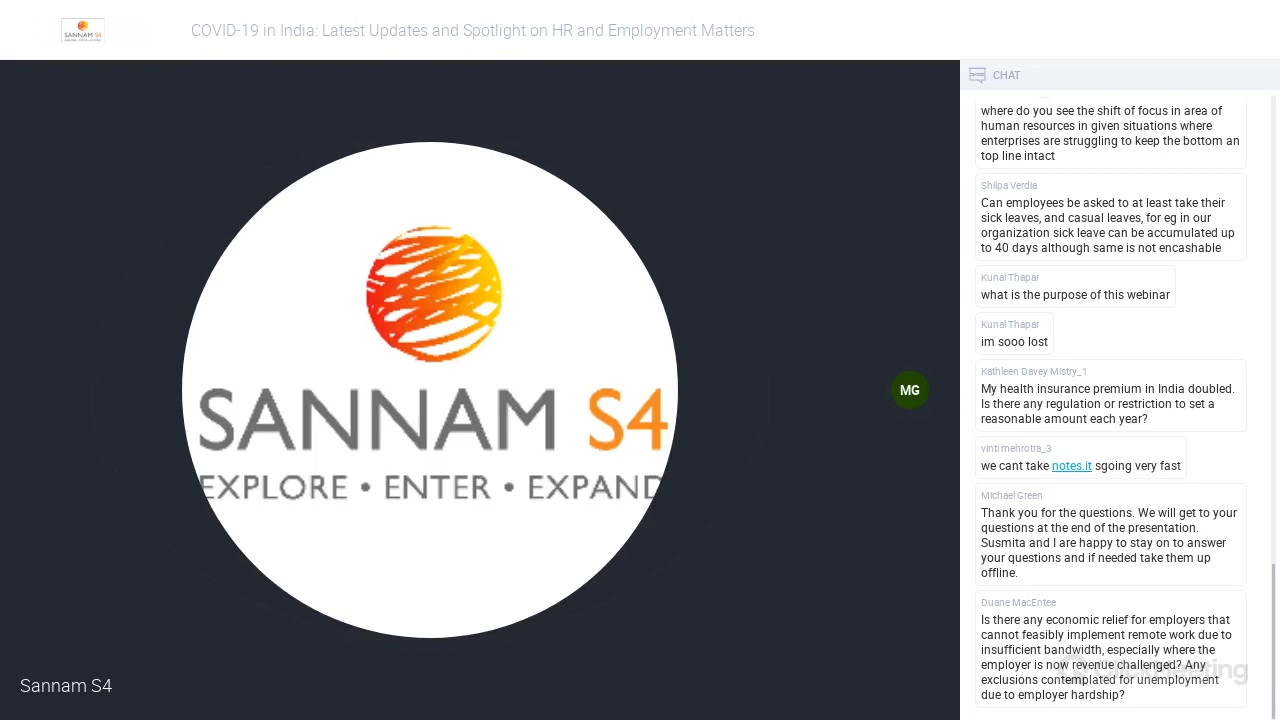 SANNAM S4
COVID-19 in India: Latest Updates and Spotlight on HR and Employment Matters
CHAT
where do you see the shift of focus in area of
human resources in given situations where
enterprises are struggling to keep the bottom an
top line intact
Shilpa Verdia
Can employees be asked to at least take their
sick leaves, and casual leaves, for eg in our
organization sick leave can be accumulated up
to 40 days although same is not encashable
Kunal Thapar
what is the purpose of this webinar
Kunal Thapar
im sooo lost
Kathleen Davey Mistry_1
My health insurance premium in India doubled.
Is there any regulation or restriction to set a
reasonable amount each year?
vinti mehrotra_3
we cant take notes.it sgoing very fast
Michael Green
Thank you for the questions. We will get to your
questions at the end of the presentation.
Susmita and I are happy to stay on to answer
your questions and if needed take them up
offline.
Duane MacEntee
Is there any economic relief for employers that
cannot feasibly implement remote work due to
insufficient bandwidth, especially where the
employer is now revenue challenged? Any
exclusions contemplated for unemployment
due to employer hardship?
ClickMeeting
SANNAM S4
EXPLORE • ENTER • EXPAND
MG
Sannam S4